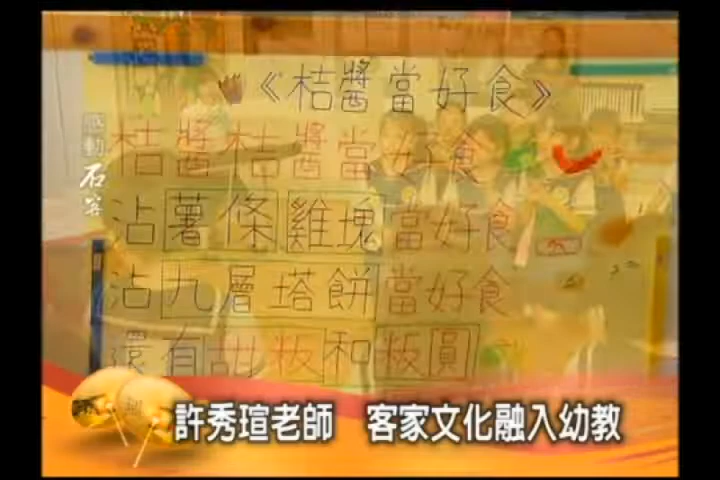 《桔醬當好食》
桔醬桔醬當好食
沾薯條雞塊當好食
沾九層塔餅當好食
還有甜粄和粄圓
感動
許秀瑄老師 客家文化融入幼教